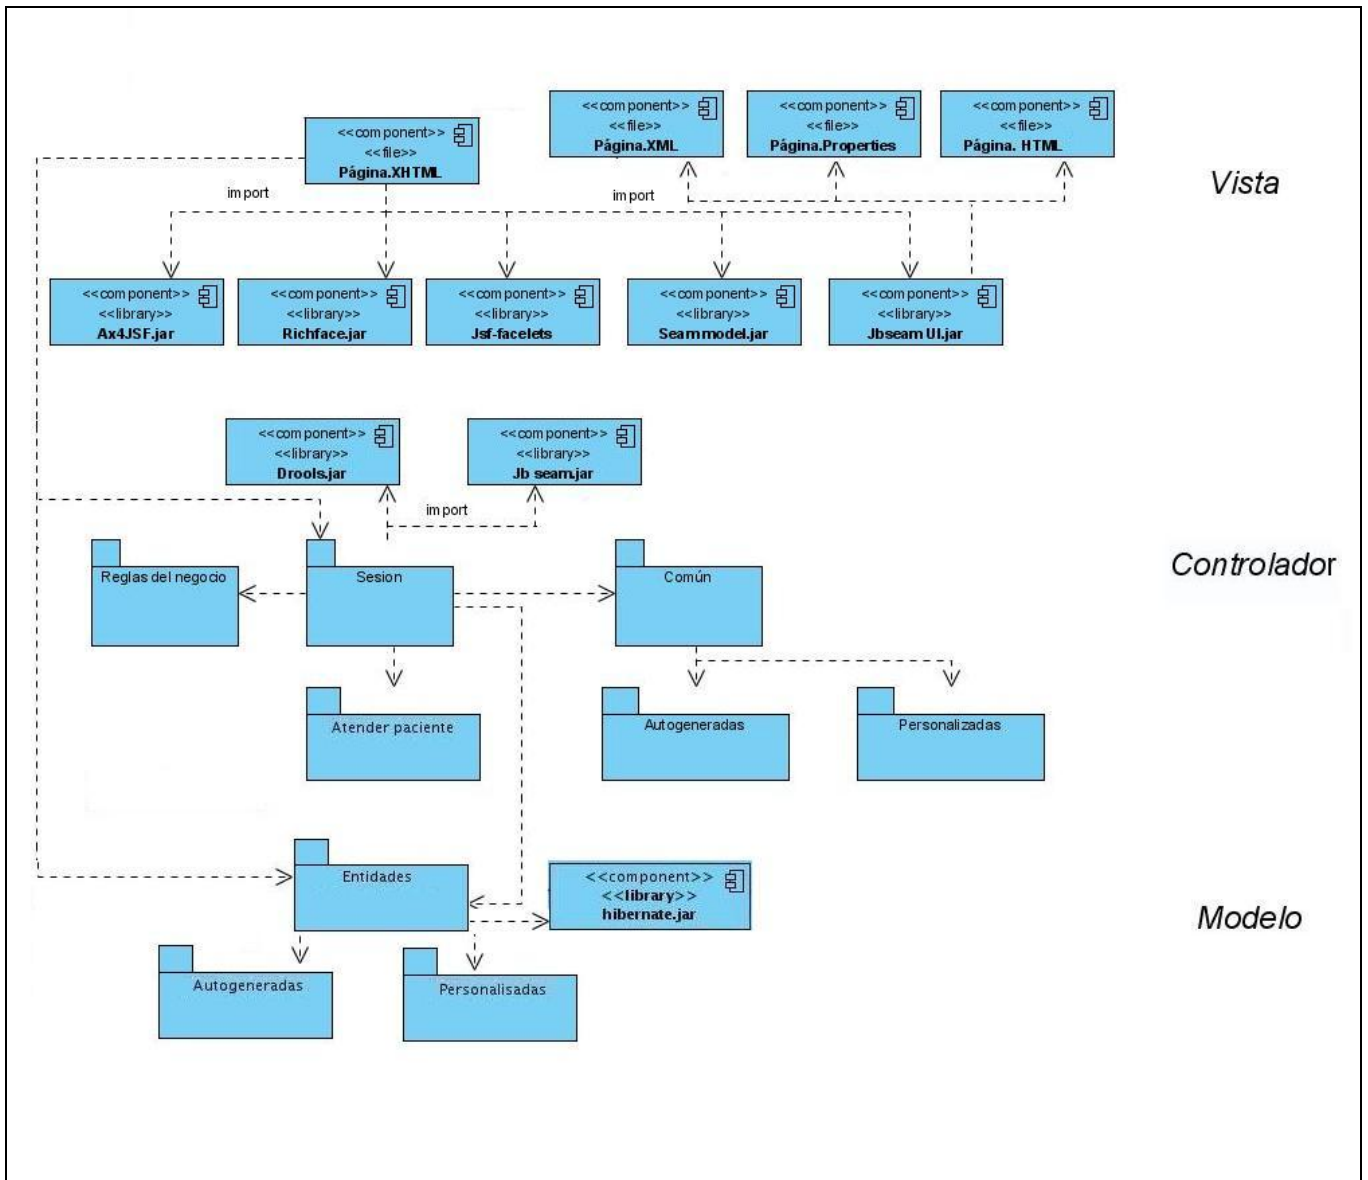 <<component>>
<<file>>
Página.XHTML
<<component>>
<<file>>
Página.XML
<<component>>
<<file>>
Página.Properties
<<component>>
<<file>>
Página. HTML
Vista
import
import
<<component>>
<<library>>
Ax4JSF.jar
<<component>>
<<library>>
Richface.jar
<<component>>
<<library>>
Jsf-facelets
<<component>>
<<library>>
Seam model.jar
<<component>>
<<library>>
Jbseam UI.jar
<<component>>
<<library>>
Drools.jar
<<component>>
<<library>>
Jb seam.jar
import
Controlador
Reglas del negocio
Sesion
Común
Atender paciente
Autogeneradas
Personalizadas
Entidades
<<component>>
<<library>>
hibernate.jar
Modelo
Autogeneradas
Personalisadas